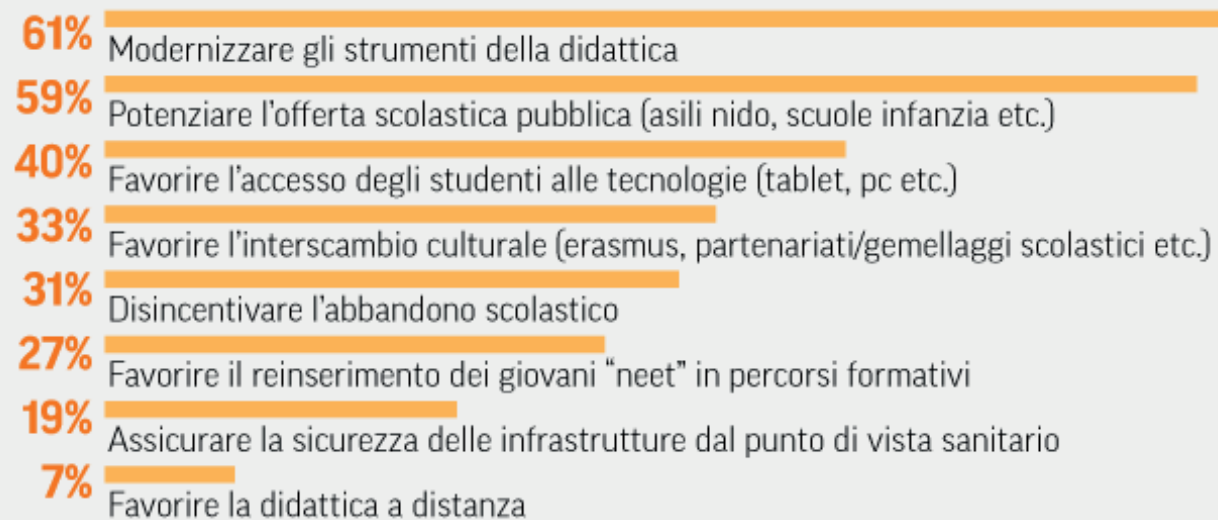 61%
Modernizzare gli strumenti della didattica
59%
Potenziare l'offerta scolastica pubblica (asili nido, scuole infanzia etc.)
40%
Favorire l'accesso degli studenti alle tecnologie (tablet, pc etc.)
33%
Favorire l'interscambio culturale (erasmus, partenariati/gemellaggi scolastici etc.)
31%
Disincentivare l'abbandono scolastico
27%
Favorire il reinserimento dei giovani “neet” in percorsi formativi
19%
Assicurare la sicurezza delle infrastrutture dal punto di vista sanitario
7%
Favorire la didattica a distanza